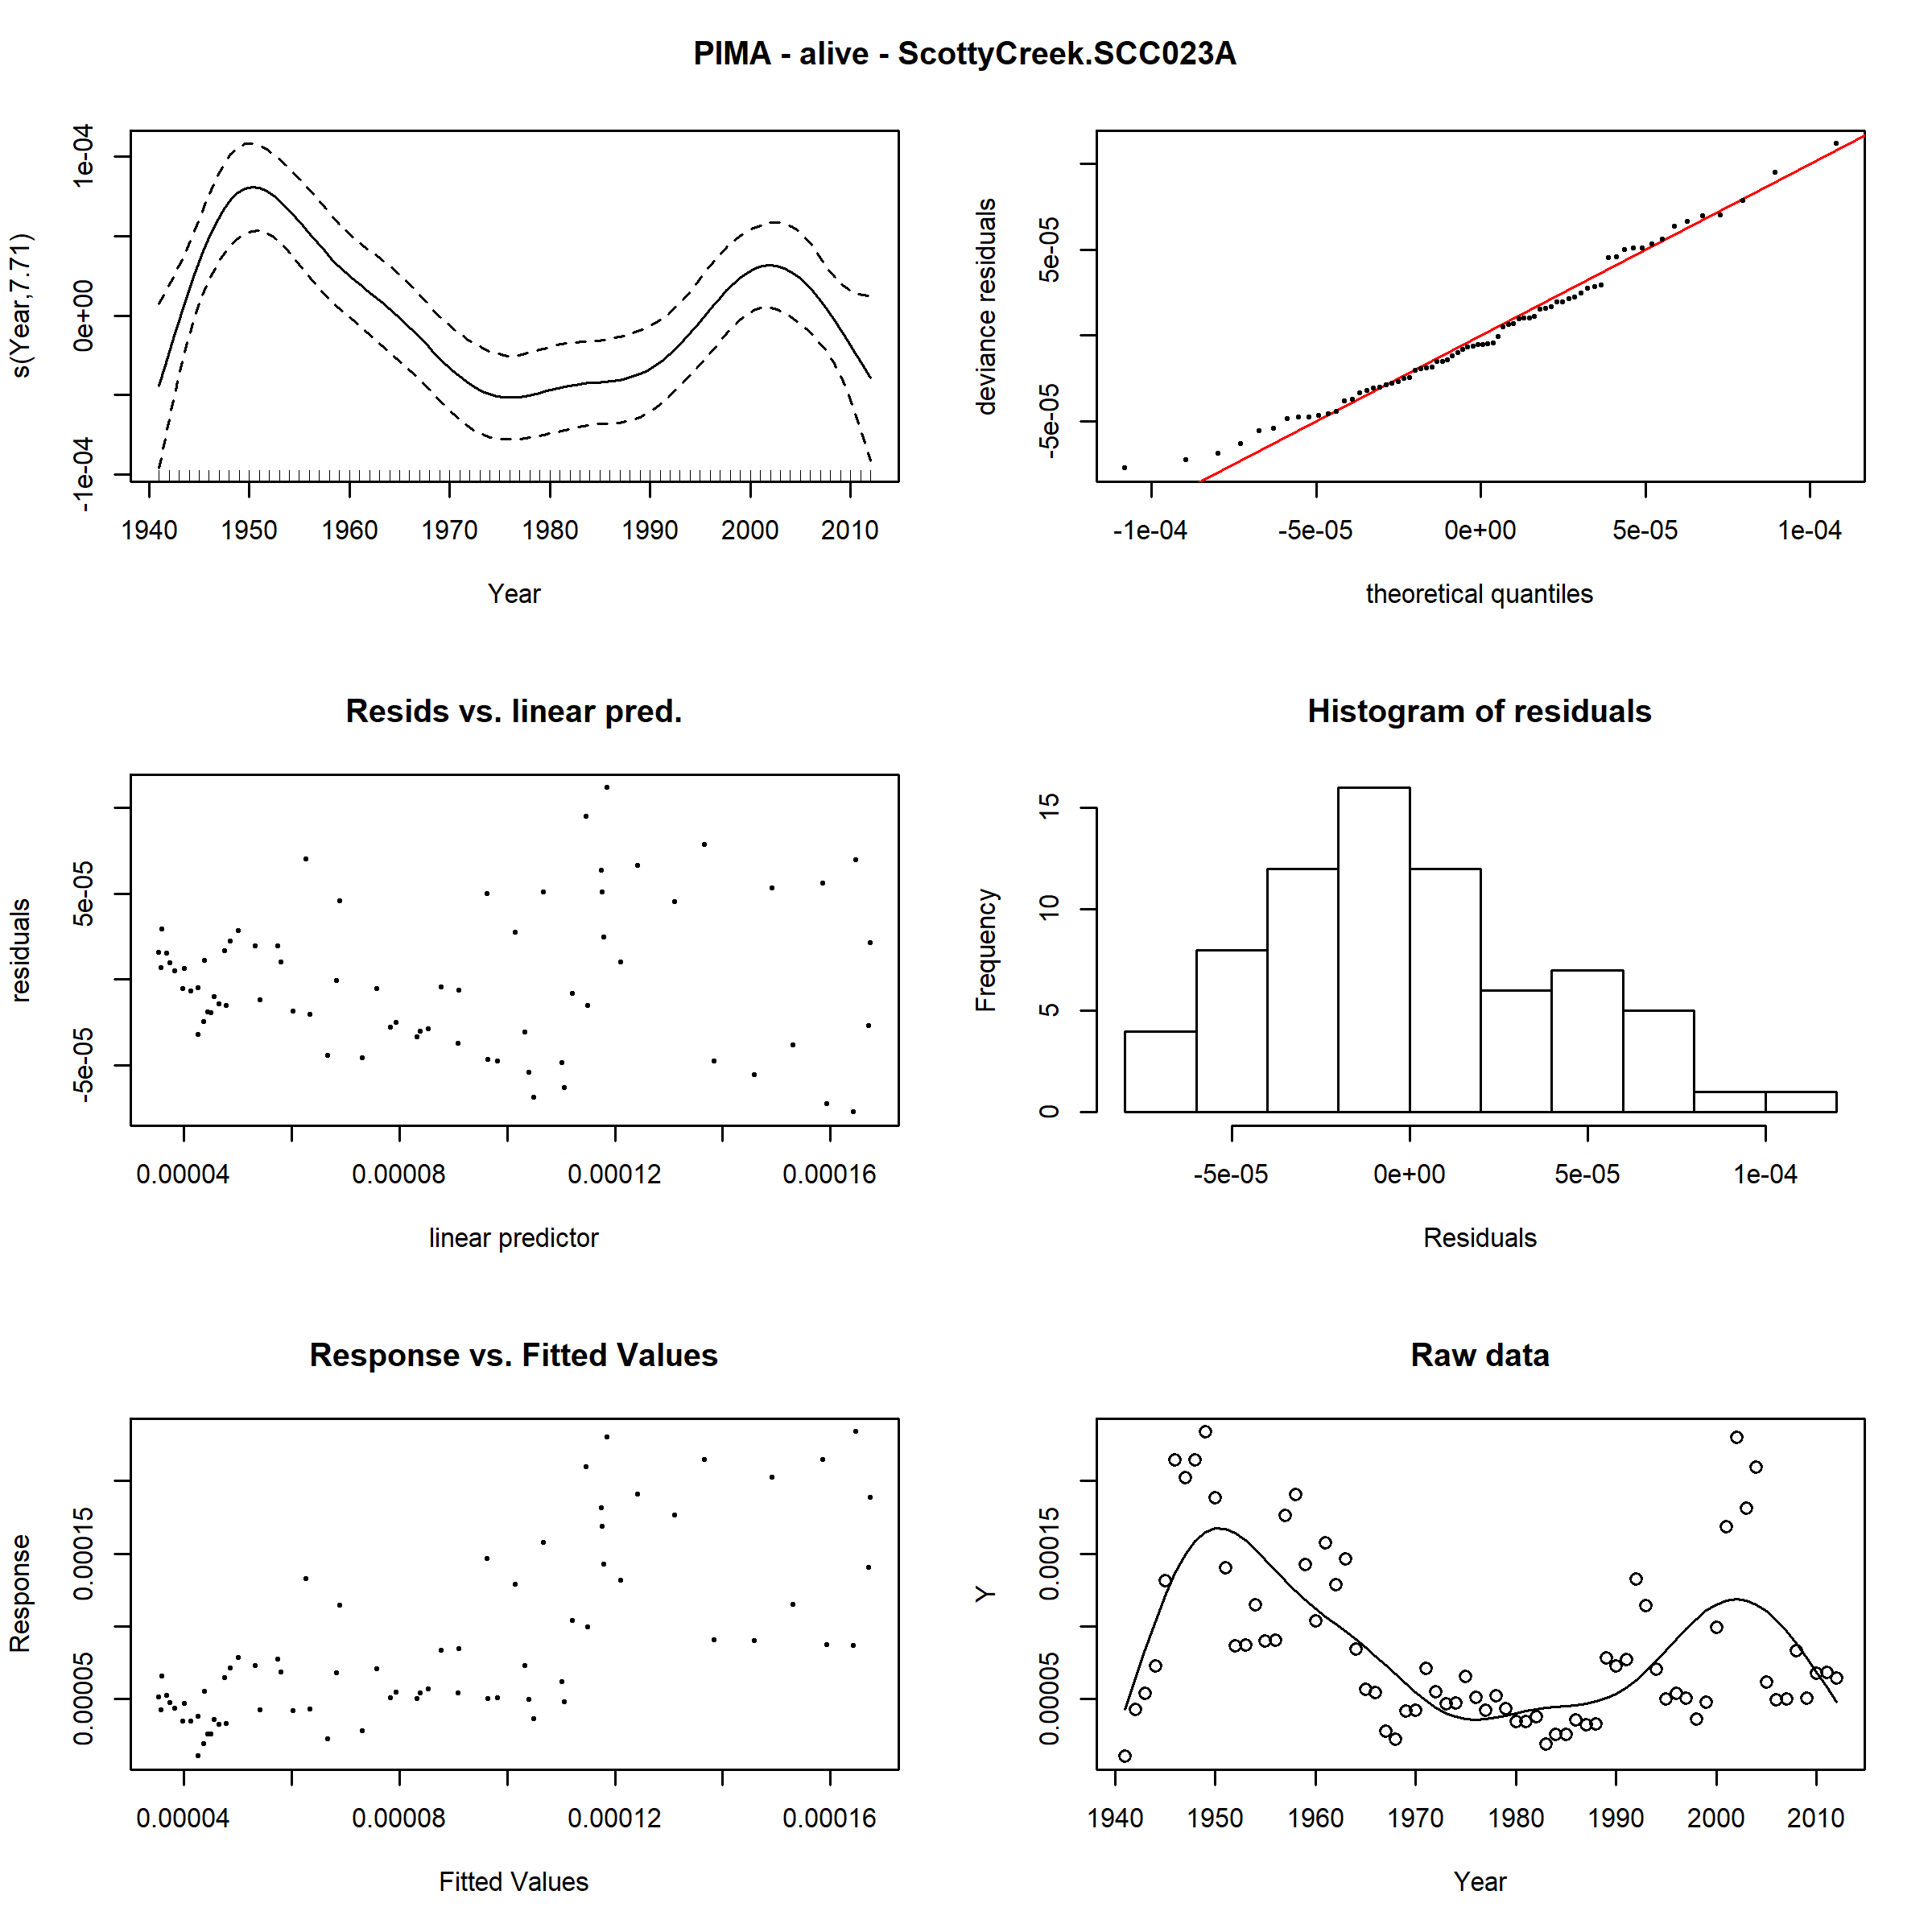 PIMA - alive - ScottyCreek.SCC023A
s(Year,7.71)
1e-04
0e+00
-1e-04
1940 1950 1960 1970 1980 1990 2000 2010
Year
deviance residuals
5e-05
-5e-05
-1e-04 -5e-05 0e+00 5e-05 1e-04
theoretical quantiles
Resids vs. linear pred.
residuals
5e-05
-5e-05
0.00004 0.00008 0.00012 0.00016
linear predictor
Histogram of residuals
Frequency
15
10
5
0
-5e-05 0e+00 5e-05 1e-04
Residuals
Response vs. Fitted Values
Response
0.00015
0.00005
0.00004 0.00008 0.00012 0.00016
Fitted Values
Raw data
Y
0.00015
0.00005
1940 1950 1960 1970 1980 1990 2000 2010
Year